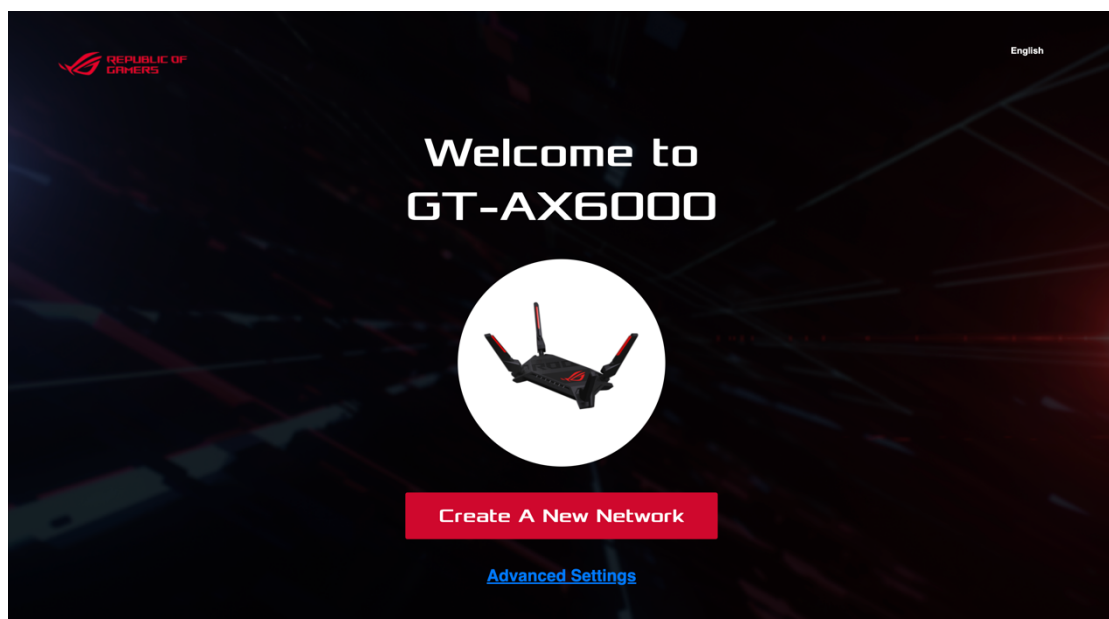 REPUBLIC OF
GAMERS
English
Welcome to
GT-AX6000
Create A New Network
Advanced Settings